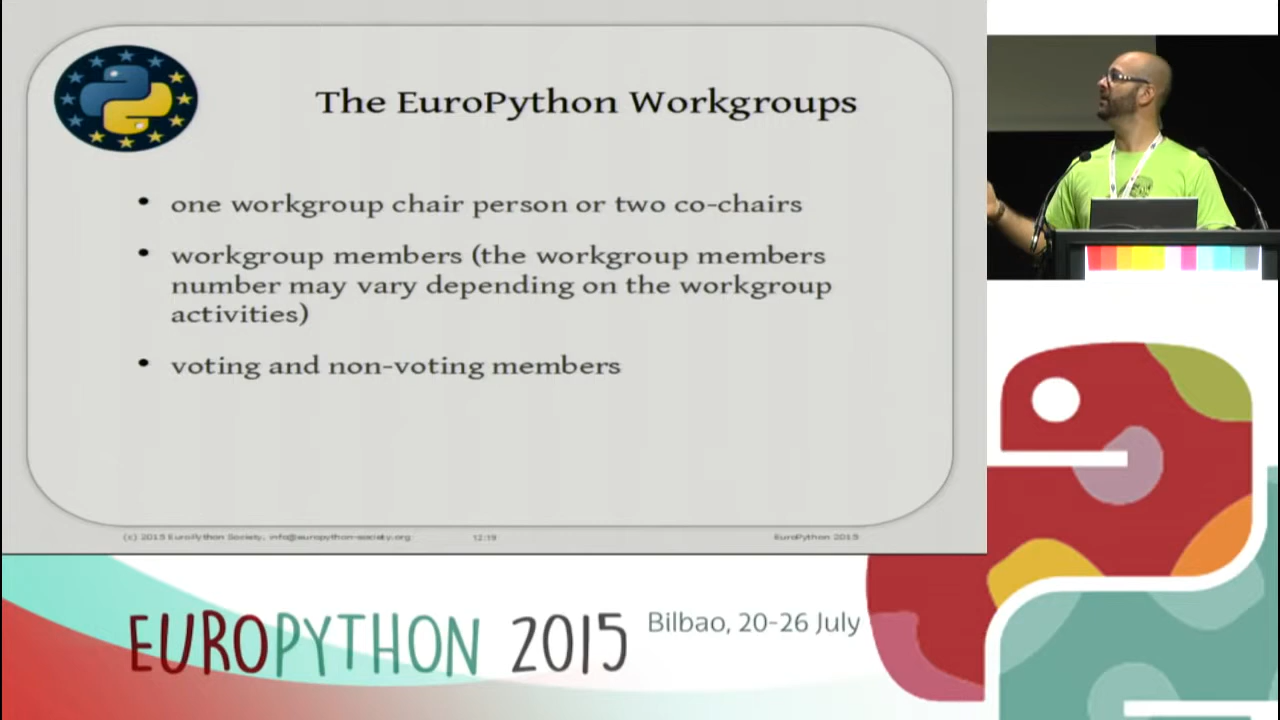 The EuroPython Workgroups
• one workgroup chair person or two co-chairs
• workgroup members (the workgroup members
number may vary depending on the workgroup
activities)
• voting and non-voting members
(c) 2015 EuroPython Society, info@europython-society.org
12:19
EuroPython 2015
EUROPYTHON 2015
Bilbao, 20-26 July